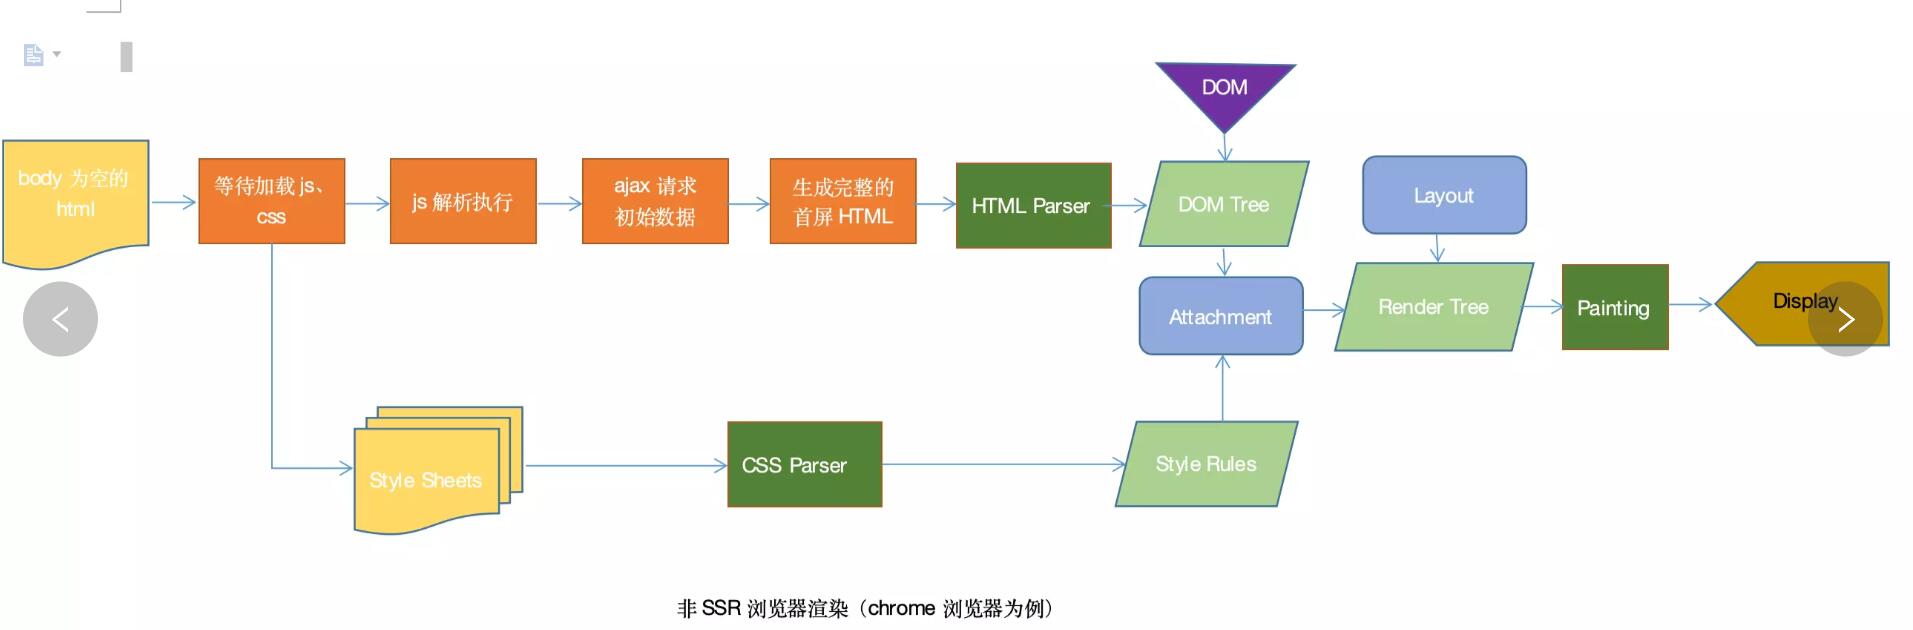 DOM
body 为空的
html
等待加载 js、
css
js 解析执行
ajax 请求
初始数据
生成完整的
首屏 HTML
HTML Parser
DOM Tree
Layout
Attachment
Render Tree
Painting
Display
Style Sheets
CSS Parser
Style Rules
非 SSR 浏览器渲染（chrome 浏览器为例）